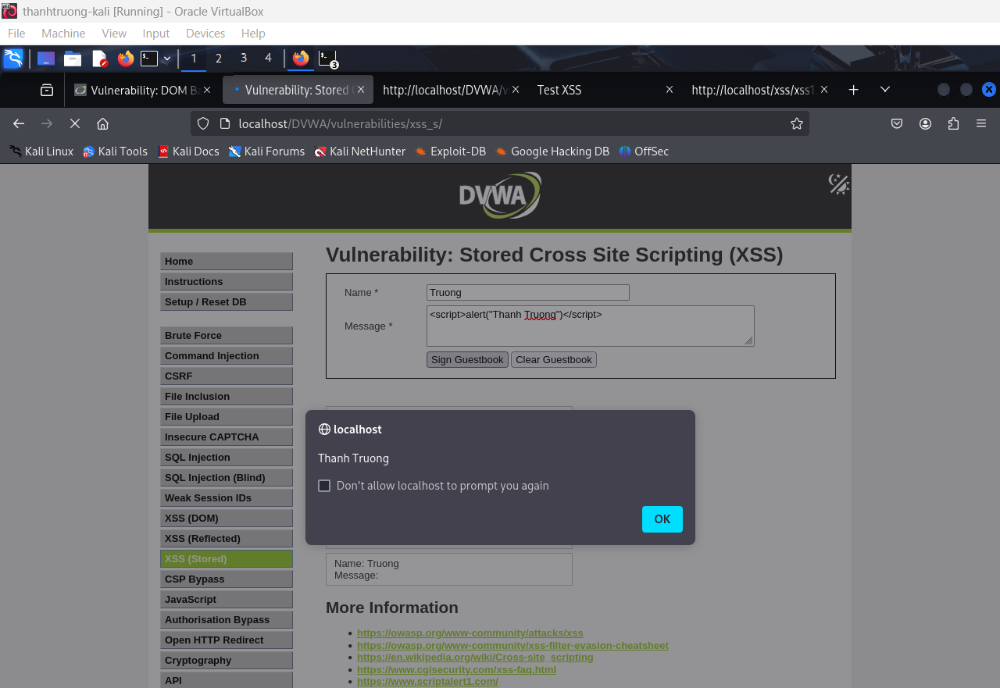 thanhtruong-kali [Running] - Oracle VirtualBox
File Machine View Input Devices Help
1 2 3 4 3
Vulnerability: DOM Ba Vulnerability: Stored http://localhost/DVWA/v Test XSS http://localhost/xss/xss1.
localhost/DVWA/vulnerabilities/xss_s/
Kali Linux Kali Tools Kali Docs Kali Forums Kali NetHunter Exploit-DB Google Hacking DB OffSec
DVWA
Vulnerability: Stored Cross Site Scripting (XSS)
Name * Truong
Message * <script>alert("Thanh Truong")</script>
Sign Guestbook Clear Guestbook
Home
Instructions
Setup / Reset DB
Brute Force
Command Injection
CSRF
File Inclusion
File Upload
Insecure CAPTCHA
SQL Injection
SQL Injection (Blind)
Weak Session IDs
XSS (DOM)
XSS (Reflected)
XSS (Stored)
CSP Bypass
JavaScript
Authorisation Bypass
Open HTTP Redirect
Cryptography
API
localhost
Thanh Truong
Don’t allow localhost to prompt you again
OK
Name: Truong
Message:
More Information
https://owasp.org/www-community/attacks/xss
https://owasp.org/www-community/xss-filter-evasion-cheatsheet
https://en.wikipedia.org/wiki/Cross-site_scripting
https://www.cgisecurity.com/xss-faq.html
https://www.scriptalert1.com/